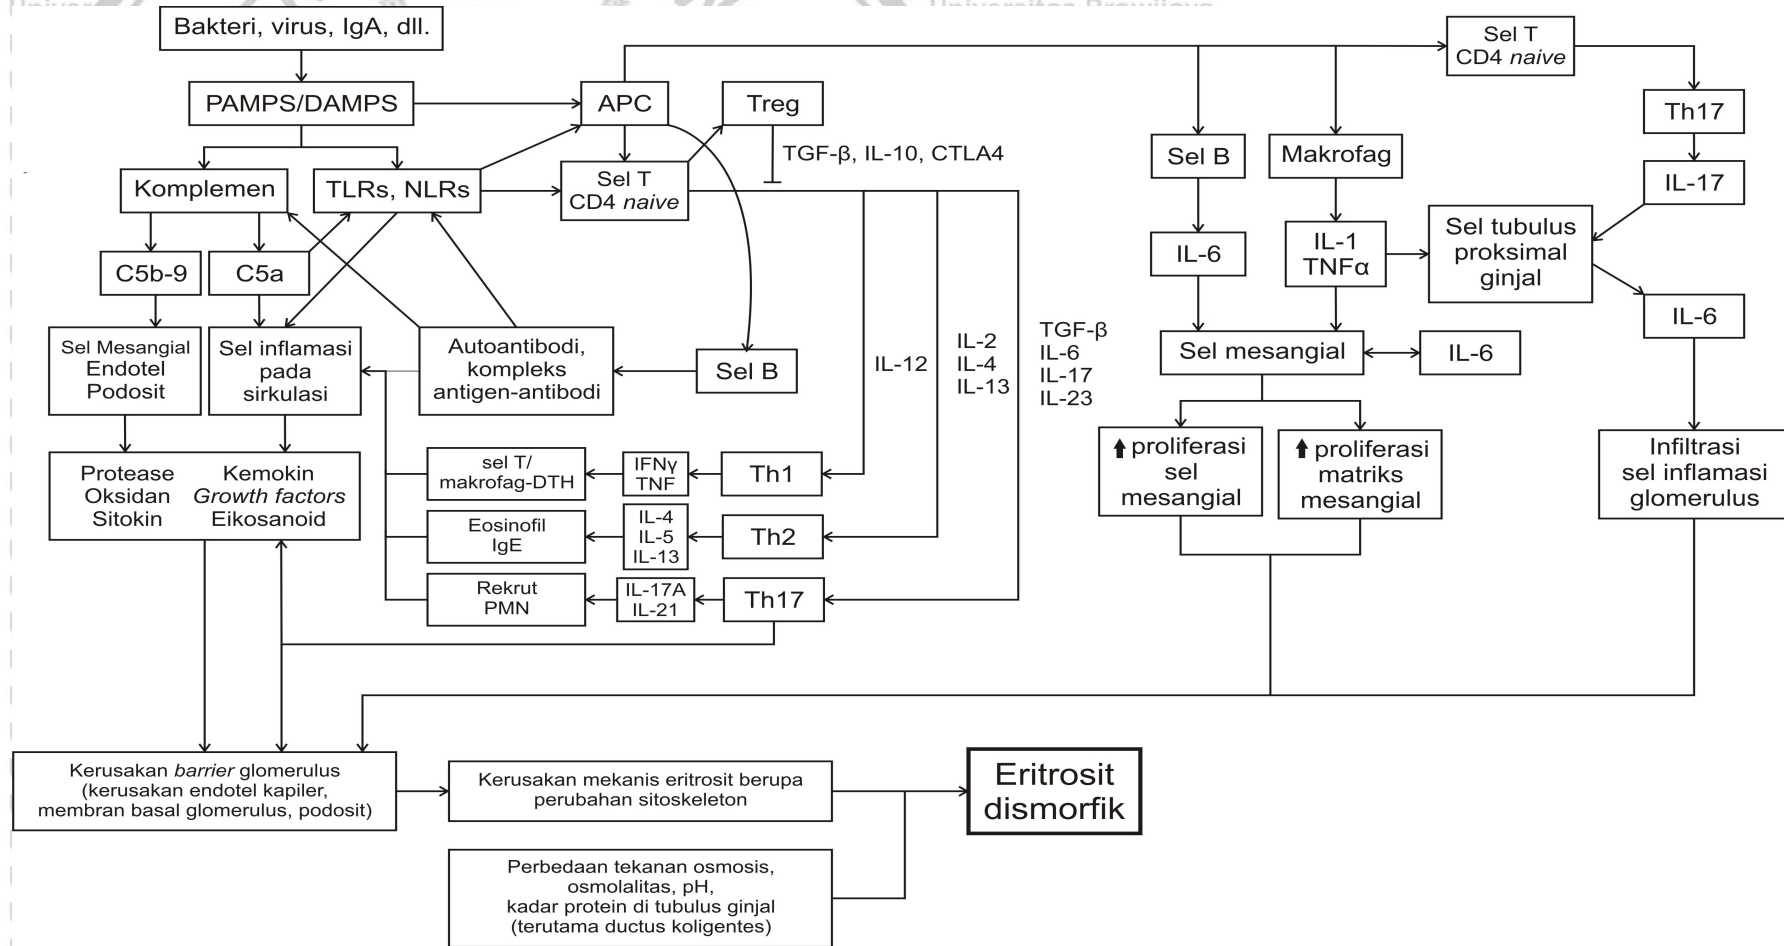 Bakteri, virus, IgA, dll.
PAMPS/DAMPS
APC
Treg
Sel T
CD4 naive
TGF-β, IL-10, CTLA4
Komplemen
TLRs, NLRs
Sel T
CD4 naive
C5b-9
C5a
Sel Mesangial
Endotel
Podosit
Sel inflamasi
pada
sirkulasi
Autoantibodi,
kompleks
antigen-antibodi
Sel B
IL-12
IL-2
IL-4
IL-13
TGF-β
IL-6
IL-17
IL-23
Protease
Oksidan
Sitokin
Kemokin
Growth factors
Eikosanoid
sel T/
makrofag-DTH
IFNγ
TNF
Th1
Eosinofil
IgE
IL-4
IL-5
IL-13
Th2
Rekrut
PMN
IL-17A
IL-21
Th17
Sel B
Makrofag
Th17
IL-17
IL-6
IL-1
TNFα
Sel tubulus
proksimal
ginjal
IL-6
Sel mesangial
IL-6
⬆ proliferasi
sel
mesangial
⬆ proliferasi
matriks
mesangial
Infiltrasi
sel inflamasi
glomerulus
Kerusakan barrier glomerulus
(kerusakan endotel kapiler,
membran basal glomerulus, podosit)
Kerusakan mekanis eritrosit berupa
perubahan sitoskeleton
Eritrosit
dismorfik
Perbedaan tekanan osmosis,
osmolalitas, pH,
kadar protein di tubulus ginjal
(terutama ductus koligentes)